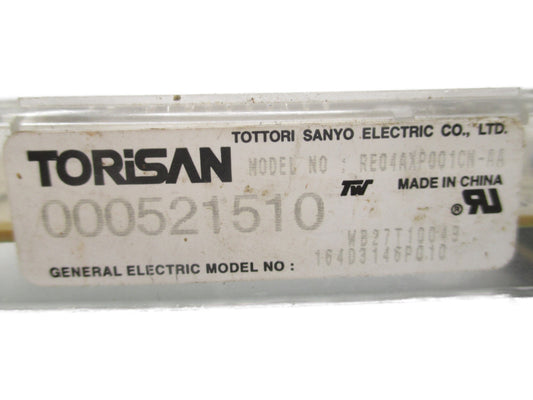 TOTTORI SANYO ELECTRIC CO., LTD.
TORiSAN
MODEL NO : RE04AXP001CN-AA
000521510
TW
MADE IN CHINA
® RU
WB27T10049
GENERAL ELECTRIC MODEL NO :
164D3146P010